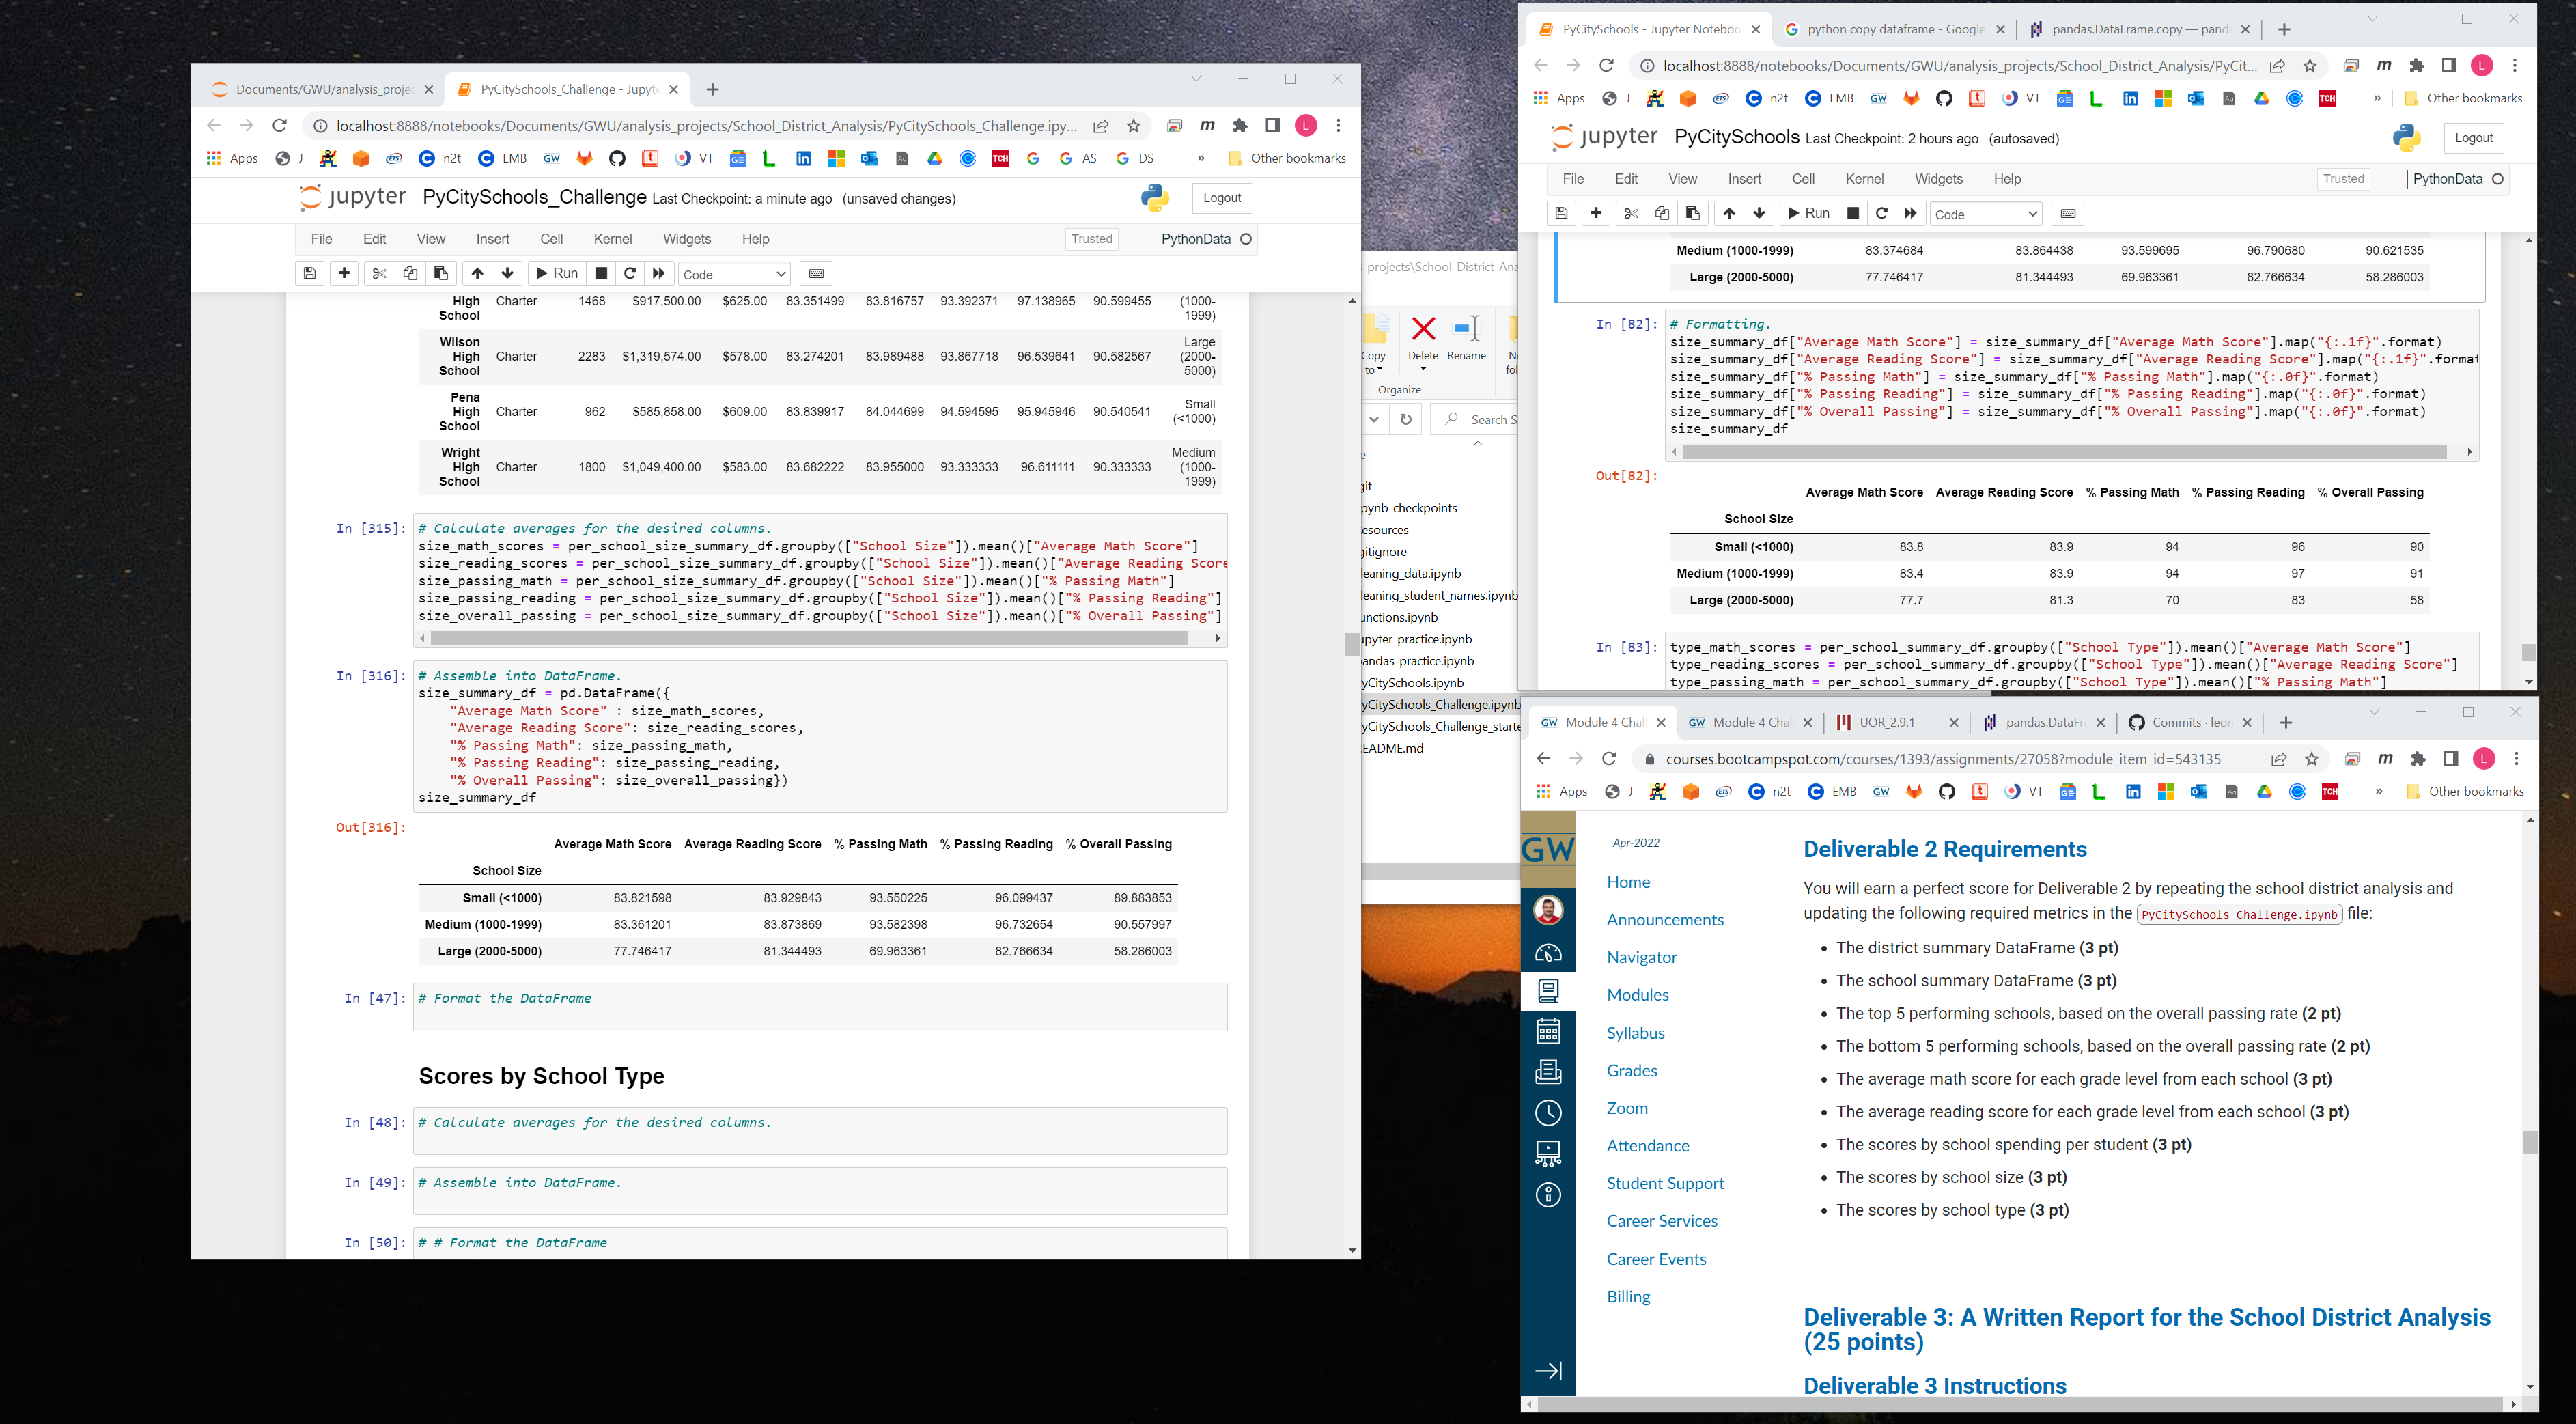 Documents/GWU/analysis_projec
PyCitySchools_Challenge - Jupyte
localhost:8888/notebooks/Documents/GWU/analysis_projects/School_District_Analysis/PyCitySchools_Challenge.ipy...
Apps J n2t EMB GW VT AS DS » Other bookmarks
jupyter PyCitySchools_Challenge Last Checkpoint: a minute ago (unsaved changes) Logout
File Edit View Insert Cell Kernel Widgets Help Trusted PythonData
Run Code
High School Charter 1468 $917,500.00 $625.00 83.351499 83.816757 93.392371 97.138965 90.599455 (1000-1999)
Wilson High School Charter 2283 $1,319,574.00 $578.00 83.274201 83.989488 93.867718 96.539641 90.582567 Large (2000-5000)
Pena High School Charter 962 $585,858.00 $609.00 83.839917 84.044699 94.594595 95.945946 90.540541 Small (<1000)
Wright High School Charter 1800 $1,049,400.00 $583.00 83.682222 83.955000 93.333333 96.611111 90.333333 Medium (1000-1999)
In [315]: # Calculate averages for the desired columns.
size_math_scores = per_school_size_summary_df.groupby(["School Size"]).mean()["Average Math Score"]
size_reading_scores = per_school_size_summary_df.groupby(["School Size"]).mean()["Average Reading Score
size_passing_math = per_school_size_summary_df.groupby(["School Size"]).mean()["% Passing Math"]
size_passing_reading = per_school_size_summary_df.groupby(["School Size"]).mean()["% Passing Reading"]
size_overall_passing = per_school_size_summary_df.groupby(["School Size"]).mean()["% Overall Passing"]
In [316]: # Assemble into DataFrame.
size_summary_df = pd.DataFrame({
"Average Math Score" : size_math_scores,
"Average Reading Score": size_reading_scores,
"% Passing Math": size_passing_math,
"% Passing Reading": size_passing_reading,
"% Overall Passing": size_overall_passing})
size_summary_df
Out[316]:
Average Math Score Average Reading Score % Passing Math % Passing Reading % Overall Passing
School Size
Small (<1000) 83.821598 83.929843 93.550225 96.099437 89.883853
Medium (1000-1999) 83.361201 83.873869 93.582398 96.732654 90.557997
Large (2000-5000) 77.746417 81.344493 69.963361 82.766634 58.286003
In [47]: # Format the DataFrame
Scores by School Type
In [48]: # Calculate averages for the desired columns.
In [49]: # Assemble into DataFrame.
In [50]: # # Format the DataFrame
_projects\School_District_Ana
Copy to Delete Rename
Organize
Search S
git
pynb_checkpoints
esources
gitignore
leaning_data.ipynb
leaning_student_names.ipynb
unctions.ipynb
upyter_practice.ipynb
andas_practice.ipynb
yCitySchools.ipynb
yCitySchools_Challenge.ipynb
yCitySchools_Challenge_starte
EADME.md
PyCitySchools - Jupyter Noteboo
python copy dataframe - Google
pandas.DataFrame.copy — pand
localhost:8888/notebooks/Documents/GWU/analysis_projects/School_District_Analysis/PyCit...
Apps J ETS n2t EMB GW VT TCH » Other bookmarks
jupyter PyCitySchools Last Checkpoint: 2 hours ago (autosaved) Logout
File Edit View Insert Cell Kernel Widgets Help Trusted PythonData
Run Code
Medium (1000-1999) 83.374684 83.864438 93.599695 96.790680 90.621535
Large (2000-5000) 77.746417 81.344493 69.963361 82.766634 58.286003
In [82]: # Formatting.
size_summary_df["Average Math Score"] = size_summary_df["Average Math Score"].map("{:.1f}".format)
size_summary_df["Average Reading Score"] = size_summary_df["Average Reading Score"].map("{:.1f}".format
size_summary_df["% Passing Math"] = size_summary_df["% Passing Math"].map("{:.0f}".format)
size_summary_df["% Passing Reading"] = size_summary_df["% Passing Reading"].map("{:.0f}".format)
size_summary_df["% Overall Passing"] = size_summary_df["% Overall Passing"].map("{:.0f}".format)
size_summary_df
Out[82]:
Average Math Score Average Reading Score % Passing Math % Passing Reading % Overall Passing
School Size
Small (<1000) 83.8 83.9 94 96 90
Medium (1000-1999) 83.4 83.9 94 97 91
Large (2000-5000) 77.7 81.3 70 83 58
In [83]: type_math_scores = per_school_summary_df.groupby(["School Type"]).mean()["Average Math Score"]
type_reading_scores = per_school_summary_df.groupby(["School Type"]).mean()["Average Reading Score"]
type_passing_math = per_school_summary_df.groupby(["School Type"]).mean()["% Passing Math"]
GW Module 4 Chal
GW Module 4 Chal
UOR_2.9.1
pandas.DataFr
Commits · leon
courses.bootcampspot.com/courses/1393/assignments/27058?module_item_id=543135
Apps J ETS n2t EMB GW VT TCH » Other bookmarks
GW
Apr-2022
Home
Announcements
Navigator
Modules
Syllabus
Grades
Zoom
Attendance
Student Support
Career Services
Career Events
Billing
Deliverable 2 Requirements
You will earn a perfect score for Deliverable 2 by repeating the school district analysis and
updating the following required metrics in the PyCitySchools_Challenge.ipynb file:
• The district summary DataFrame (3 pt)
• The school summary DataFrame (3 pt)
• The top 5 performing schools, based on the overall passing rate (2 pt)
• The bottom 5 performing schools, based on the overall passing rate (2 pt)
• The average math score for each grade level from each school (3 pt)
• The average reading score for each grade level from each school (3 pt)
• The scores by school spending per student (3 pt)
• The scores by school size (3 pt)
• The scores by school type (3 pt)
Deliverable 3: A Written Report for the School District Analysis
(25 points)
Deliverable 3 Instructions